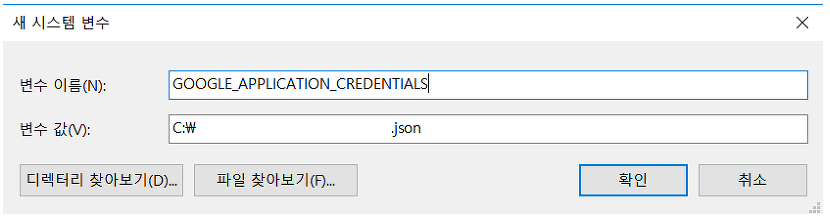 새 시스템 변수
변수 이름(N):
GOOGLE_APPLICATION_CREDENTIALS
변수 값(V):
C:₩ .json
디렉터리 찾아보기(D)...
파일 찾아보기(F)...
확인
취소